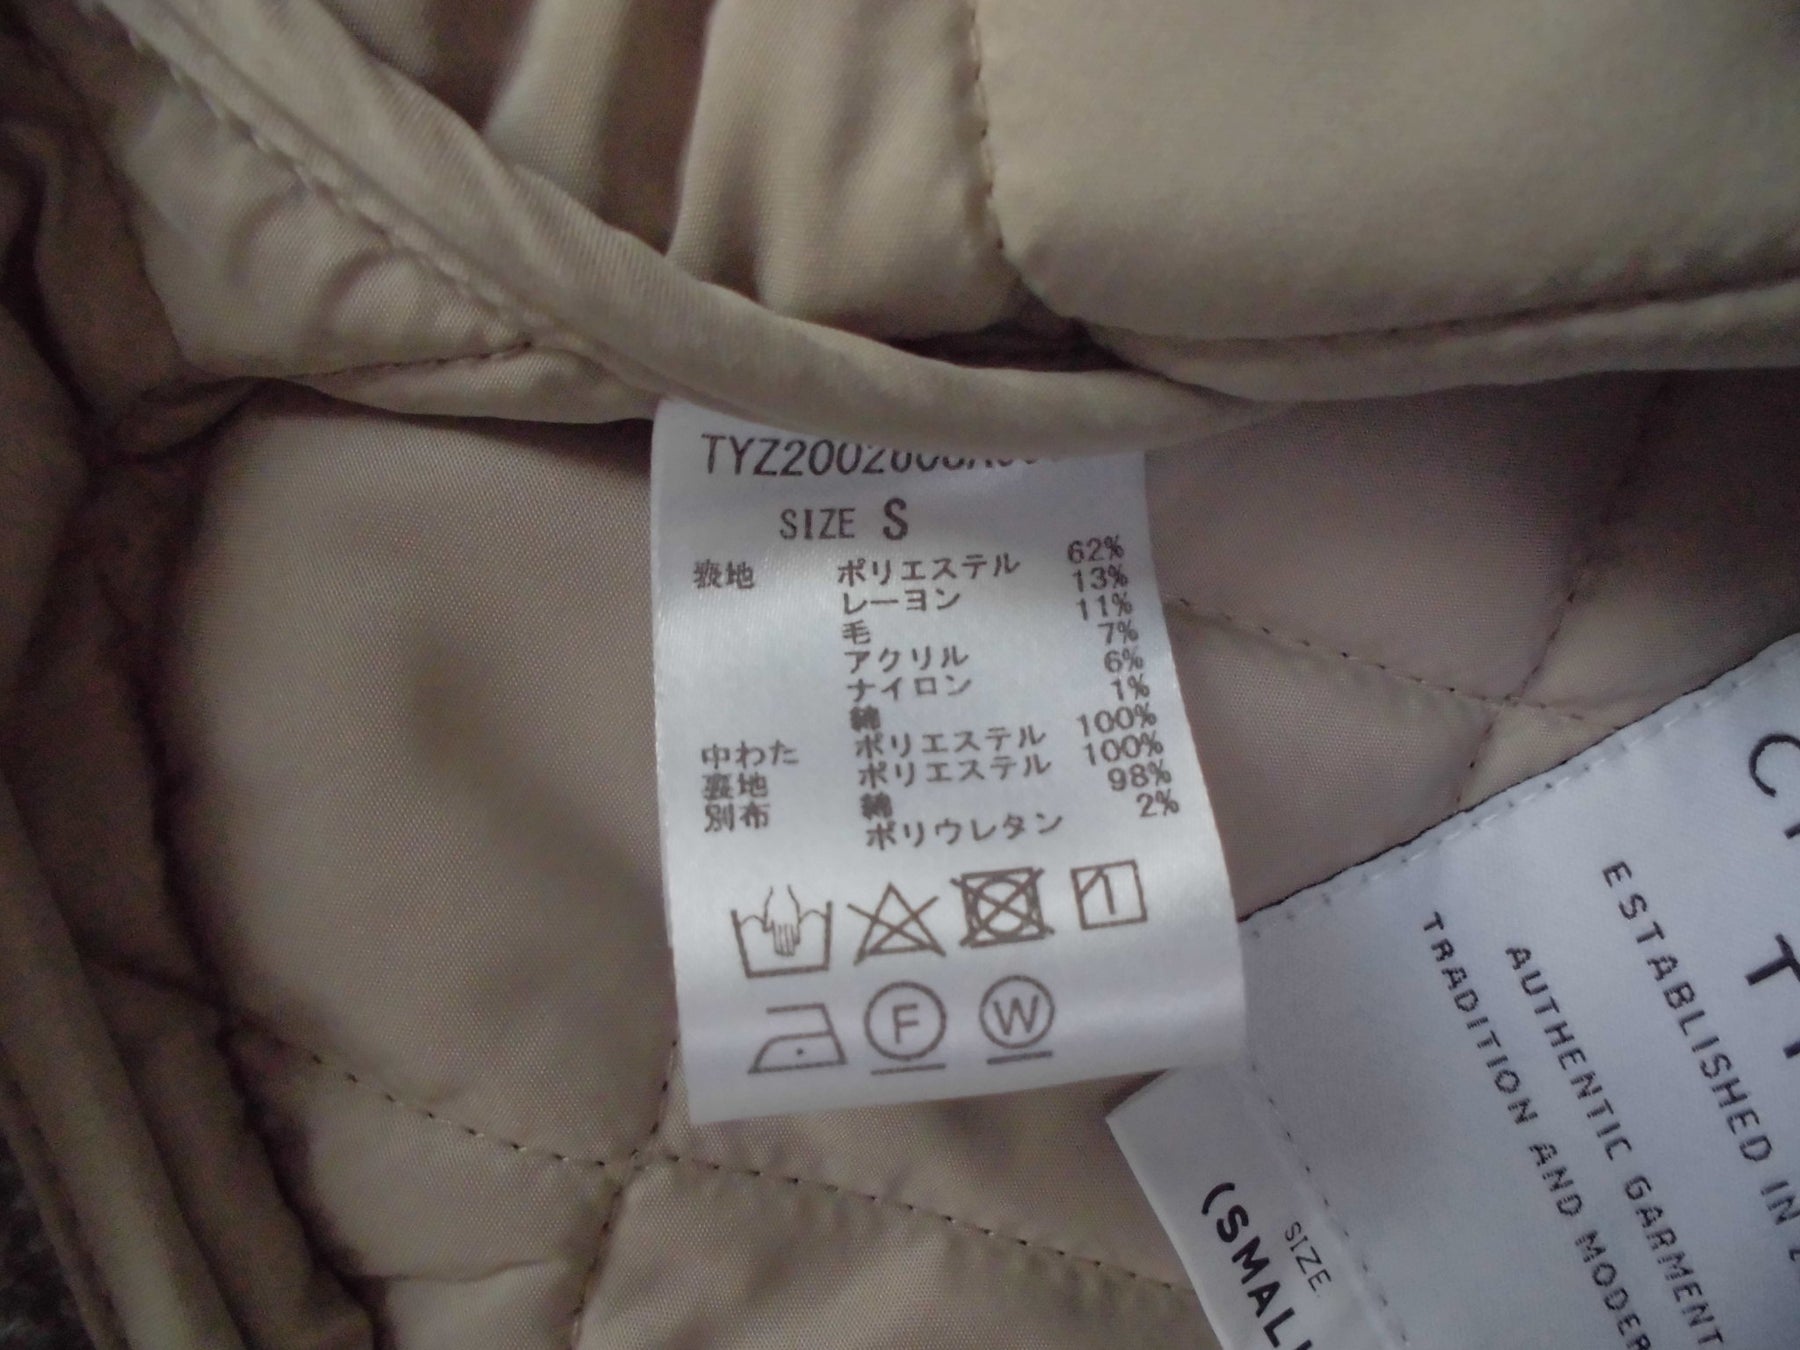 SIZE S
表地 ポリエステル 62%
レーヨン 13%
毛 11%
アクリル 7%
ナイロン 6%
綿 1%
中わた ポリエステル 100%
裏地 ポリエステル 100%
別布 綿 98%
ポリウレタン 2%
1
F
W
ESTABLISHED IN
AUTHENTIC GARMENT
TRADITION AND MODER
SIZE
(SMALL